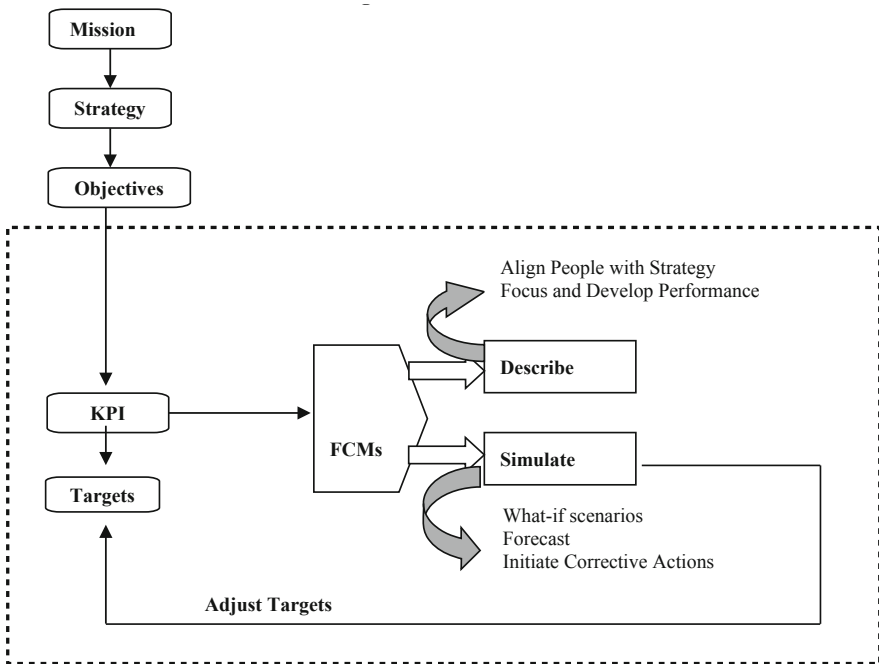 Mission
Strategy
Objectives
Align People with Strategy
Focus and Develop Performance
Describe
KPI
FCMs
Simulate
Targets
What-if scenarios
Forecast
Initiate Corrective Actions
Adjust Targets